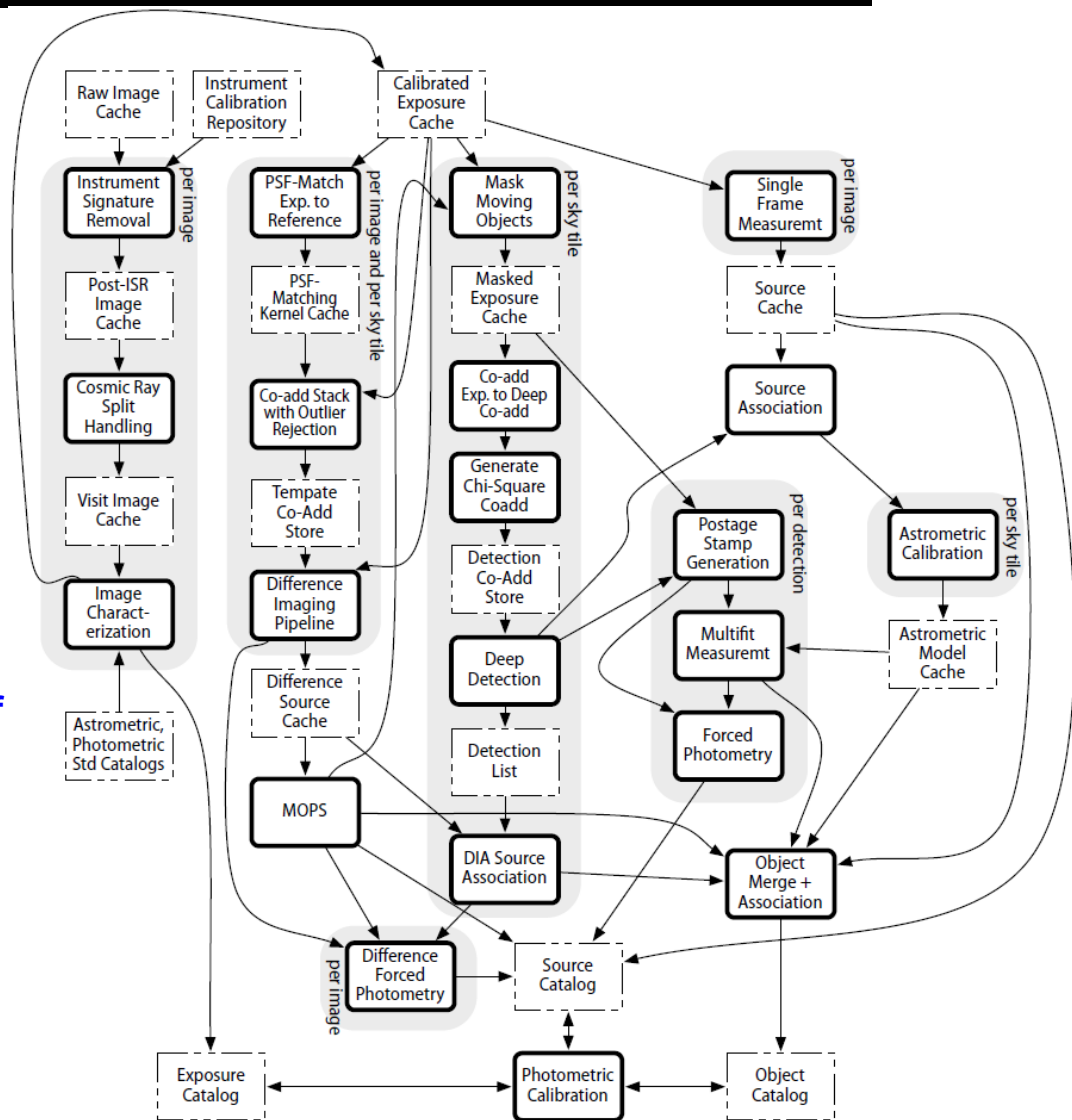 Raw Image
Cache
Instrument
Calibration
Repository
Calibrated
Exposure
Cache
Instrument
Signature
Removal
per image
PSF-Match
Exp. to
Reference
per image and per sky tile
Mask
Moving
Objects
per sky tile
Single
Frame
Measuremt
per image
Post-ISR
Image
Cache
PSF-
Matching
Kernel Cache
Masked
Exposure
Cache
Source
Cache
Cosmic Ray
Split
Handling
Co-add Stack
with Outlier
Rejection
Co-add
Exp. to Deep
Co-add
Source
Association
Visit Image
Cache
Tempate
Co-Add
Store
Generate
Chi-Square
Coadd
Postage
Stamp
Generation
per detection
Astrometric
Calibration
per sky tile
Image
Charact-
erization
Difference
Imaging
Pipeline
Detection
Co-Add
Store
Multifit
Measuremt
Astrometric
Model
Cache
Astrometric,
Photometric
Std Catalogs
Difference
Source
Cache
Deep
Detection
Forced
Photometry
Detection
List
MOPS
DIA Source
Association
Object
Merge +
Association
Difference
Forced
Photometry
per image
Source
Catalog
Exposure
Catalog
Photometric
Calibration
Object
Catalog